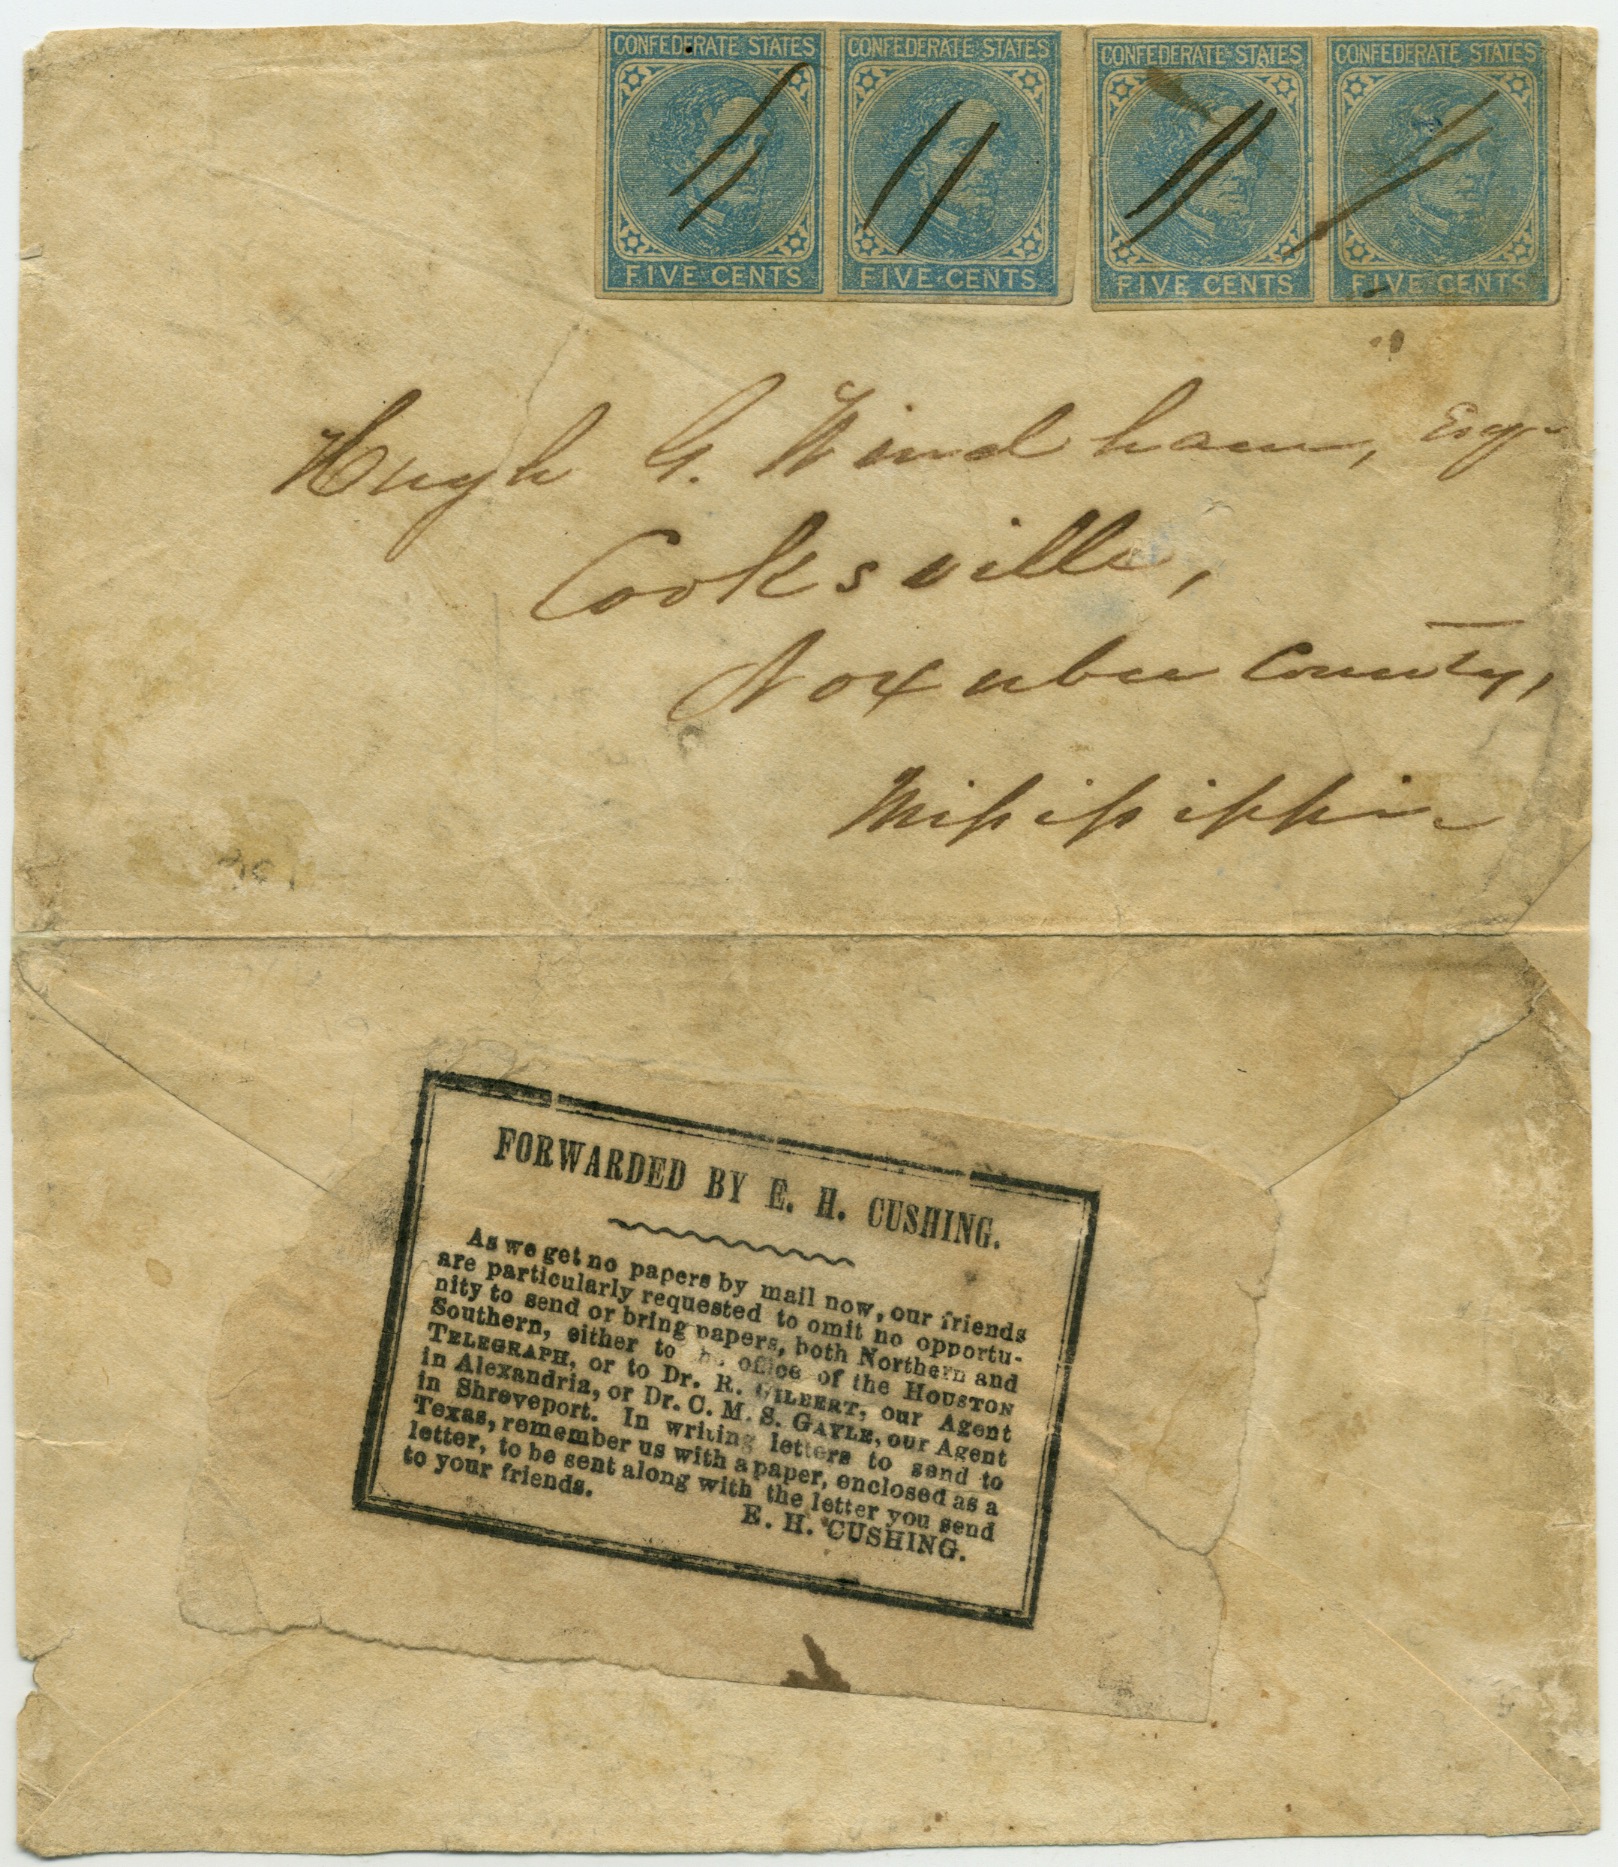 CONFEDERATE STATES CONFEDERATE STATES CONFEDERATE STATES CONFEDERATE STATES
FIVE CENTS FIVE CENTS FIVE CENTS FIVE CENTS
Hugh G. Windham, Esq.
Cooksville,
Noxubee County,
Missisippi
FORWARDED BY E. H. CUSHING.
As we get no papers by mail now, our friends
are particularly requested to omit no opportu-
nity to send or bring papers, both Northern and
Southern, either to the office of the HOUSTON
TELEGRAPH, or to Dr. R. GILBERT, our Agent
in Alexandria, or Dr. C. M. S. GAYLE, our Agent
in Shreveport. In writing letters to send to
Texas, remember us with a paper, enclosed as a
letter, to be sent along with the letter you send
to your friends.
E. H. CUSHING.